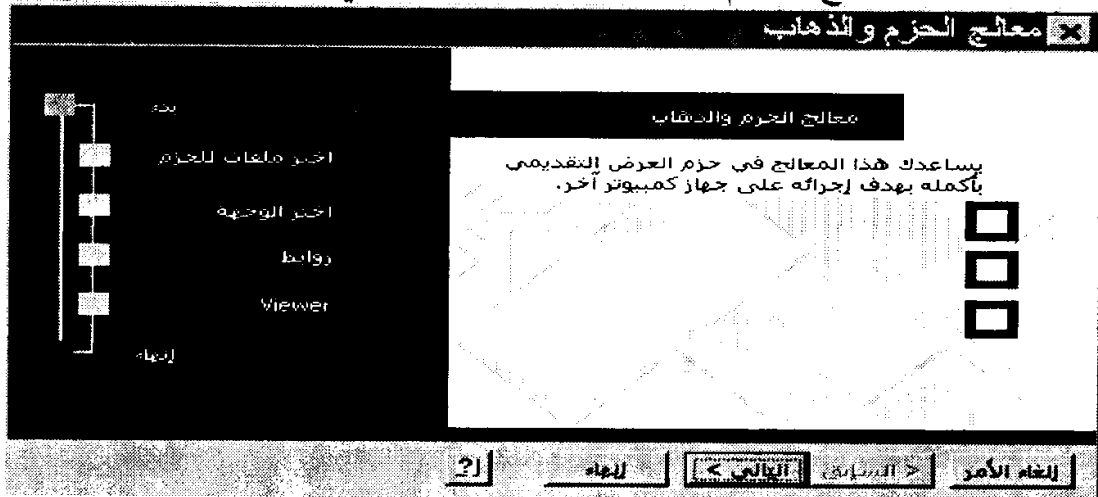 معالج الحزم والذهاب
معالج الحزم والذهاب
يساعدك هذا المعالج في حزم العرض التقديمي
بأكمله بهدف إجرائه على جهاز كمبيوتر آخر.
بدء
اختر ملفات للحزم
اختر الوجهة
روابط
Viewer
إنهاء
إلغاء الأمر
< السابق
التالي >
إنهاء